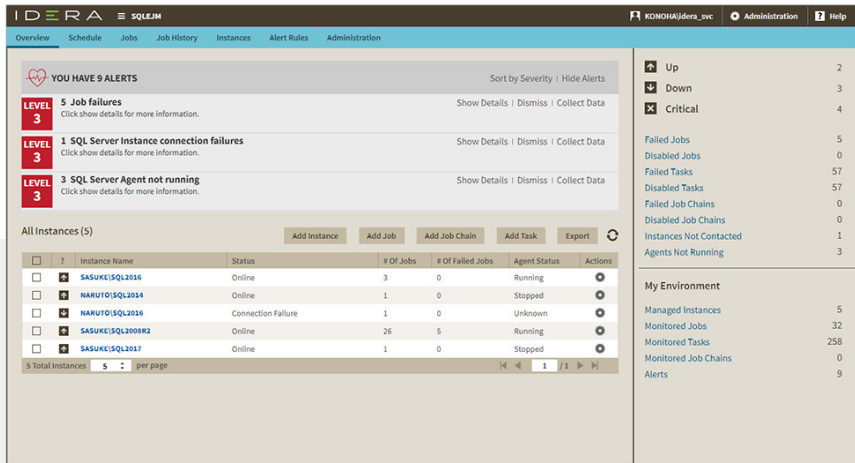 IDERA SQLEJM KONOHA\idera_svc Administration ? Help
Overview Schedule Jobs Job History Instances Alert Rules Administration
YOU HAVE 9 ALERTS Sort by Severity | Hide Alerts
LEVEL 3 5 Job failures Show Details | Dismiss | Collect Data
Click show details for more information.
LEVEL 3 1 SQL Server Instance connection failures Show Details | Dismiss | Collect Data
Click show details for more information.
LEVEL 3 3 SQL Server Agent not running Show Details | Dismiss | Collect Data
Click show details for more information.
All Instances (5) Add Instance Add Job Add Job Chain Add Task Export
? Instance Name Status # Of Jobs # Of Failed Jobs Agent Status Actions
SASUKE\SQL2016 Online 3 0 Running
NARUTO\SQL2014 Online 1 0 Stopped
NARUTO\SQL2016 Connection Failure 1 0 Unknown
SASUKE\SQL2008R2 Online 26 5 Running
SASUKE\SQL2017 Online 1 0 Stopped
5 Total Instances 5 per page 1 / 1
Up 2
Down 3
Critical 4
Failed Jobs 5
Disabled Jobs 0
Failed Tasks 57
Disabled Tasks 57
Failed Job Chains 0
Disabled Job Chains 0
Instances Not Contacted 1
Agents Not Running 3
My Environment
Managed Instances 5
Monitored Jobs 32
Monitored Tasks 258
Monitored Job Chains 0
Alerts 9